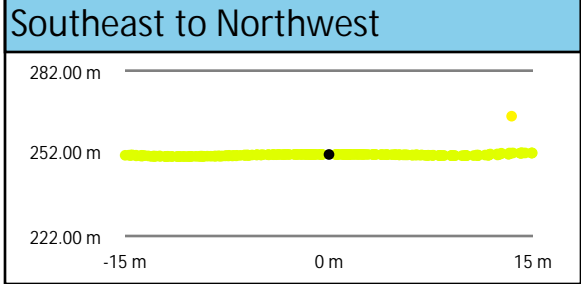 Southeast to Northwest
282.00 m
252.00 m
222.00 m
-15 m 0 m 15 m